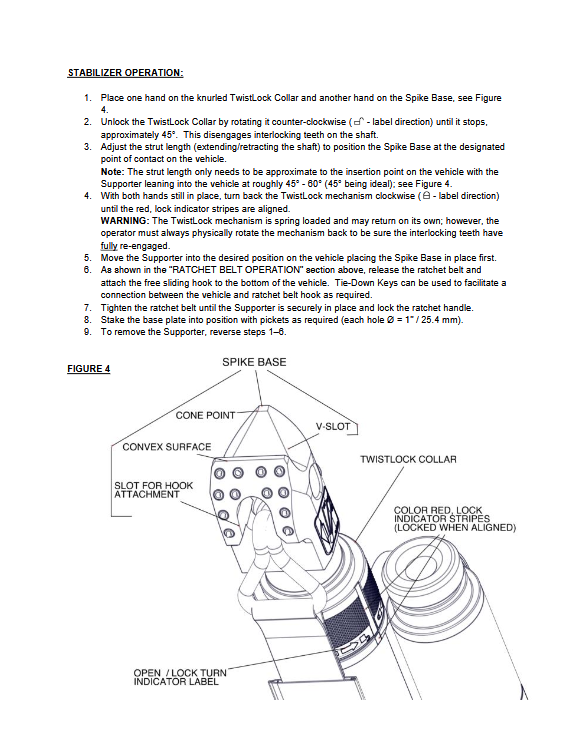 STABILIZER OPERATION:
1. Place one hand on the knurled TwistLock Collar and another hand on the Spike Base, see Figure
4.
2. Unlock the TwistLock Collar by rotating it counter-clockwise ( - label direction) until it stops,
approximately 45°. This disengages interlocking teeth on the shaft.
3. Adjust the strut length (extending/retracting the shaft) to position the Spike Base at the designated
point of contact on the vehicle.
Note: The strut length only needs to be approximate to the insertion point on the vehicle with the
Supporter leaning into the vehicle at roughly 45° - 60° (45° being ideal); see Figure 4.
4. With both hands still in place, turn back the TwistLock mechanism clockwise ( - label direction)
until the red, lock indicator stripes are aligned.
WARNING: The TwistLock mechanism is spring loaded and may return on its own; however, the
operator must always physically rotate the mechanism back to be sure the interlocking teeth have
fully re-engaged.
5. Move the Supporter into the desired position on the vehicle placing the Spike Base in place first.
6. As shown in the "RATCHET BELT OPERATION" section above, release the ratchet belt and
attach the free sliding hook to the bottom of the vehicle. Tie-Down Keys can be used to facilitate a
connection between the vehicle and ratchet belt hook as required.
7. Tighten the ratchet belt until the Supporter is securely in place and lock the ratchet handle.
8. Stake the base plate into position with pickets as required (each hole Ø = 1" / 25.4 mm).
9. To remove the Supporter, reverse steps 1–6.
FIGURE 4
SPIKE BASE
CONE POINT
V-SLOT
CONVEX SURFACE
TWISTLOCK COLLAR
SLOT FOR HOOK
ATTACHMENT
COLOR RED, LOCK
INDICATOR STRIPES
(LOCKED WHEN ALIGNED)
OPEN / LOCK TURN
INDICATOR LABEL